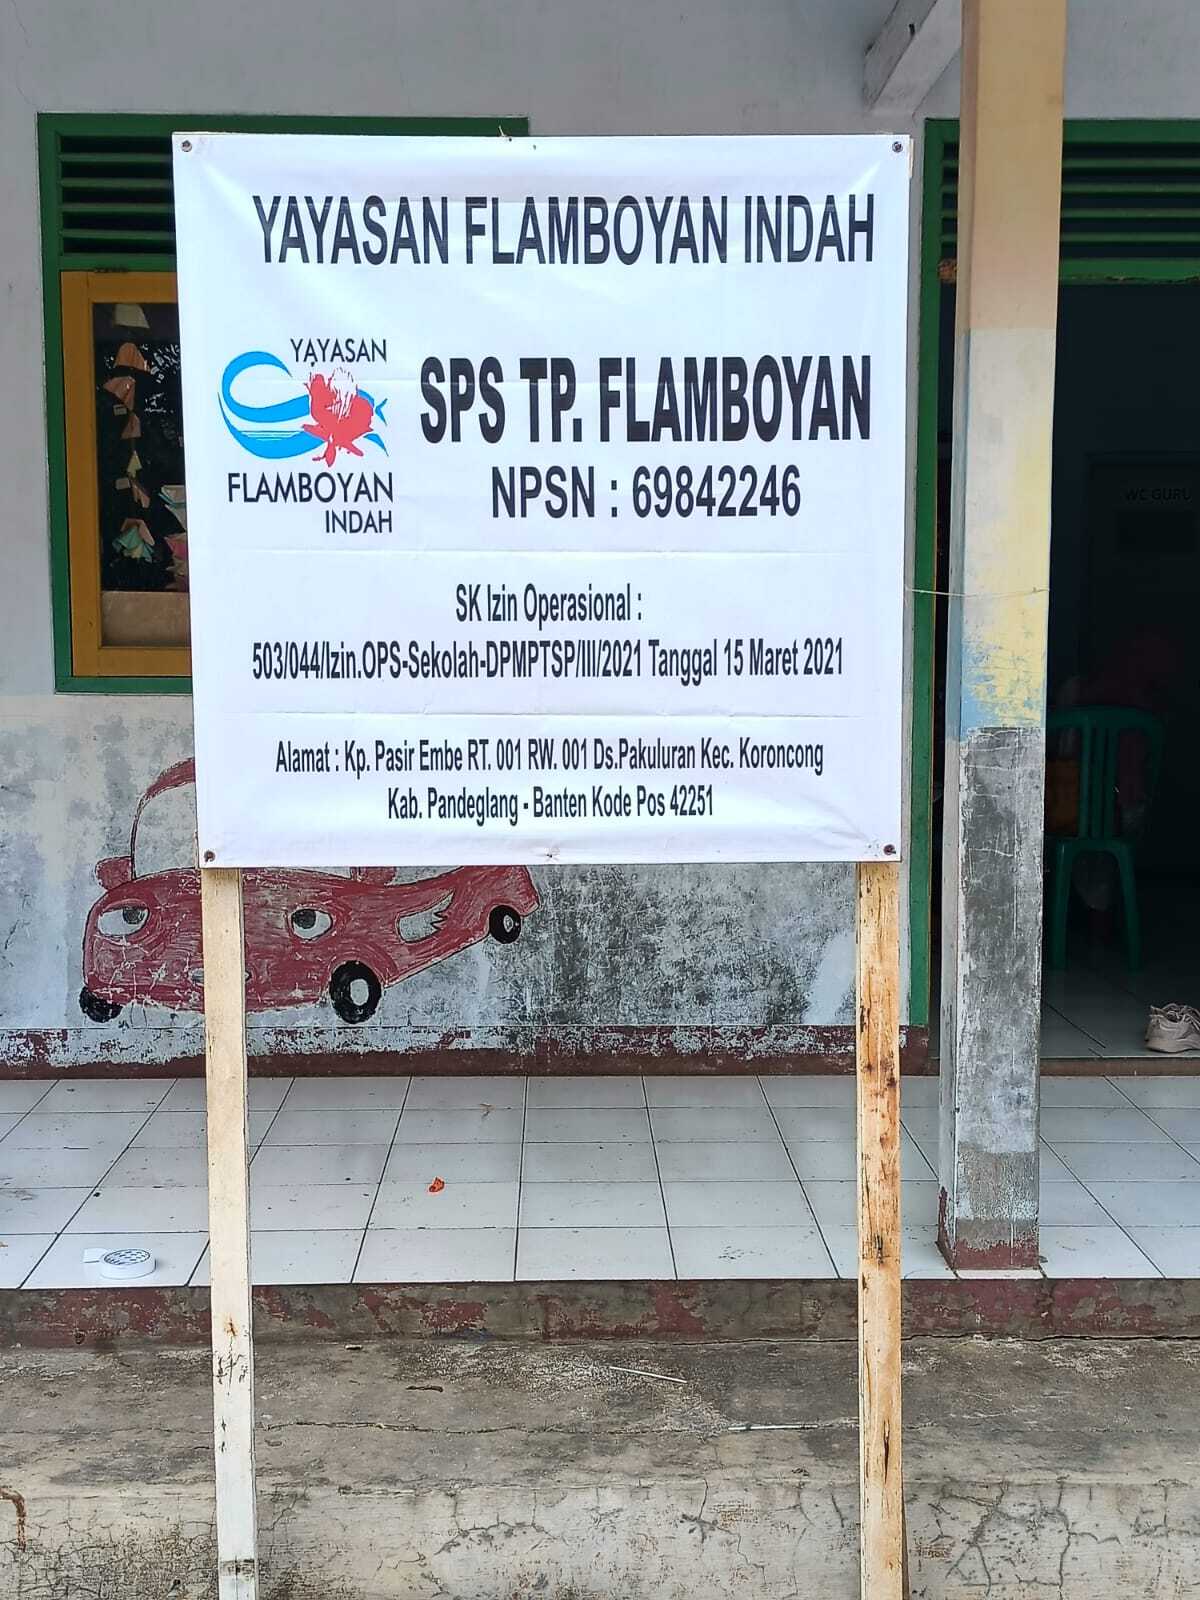 YAYASAN FLAMBOYAN INDAH
YAYASAN
FLAMBOYAN
INDAH
SPS TP. FLAMBOYAN
NPSN : 69842246
SK Izin Operasional :
503/044/Izin.OPS-Sekolah-DPMPTSP/III/2021 Tanggal 15 Maret 2021
Alamat : Kp. Pasir Embe RT. 001 RW. 001 Ds.Pakuluran Kec. Koroncong
Kab. Pandeglang - Banten Kode Pos 42251
WC GURU